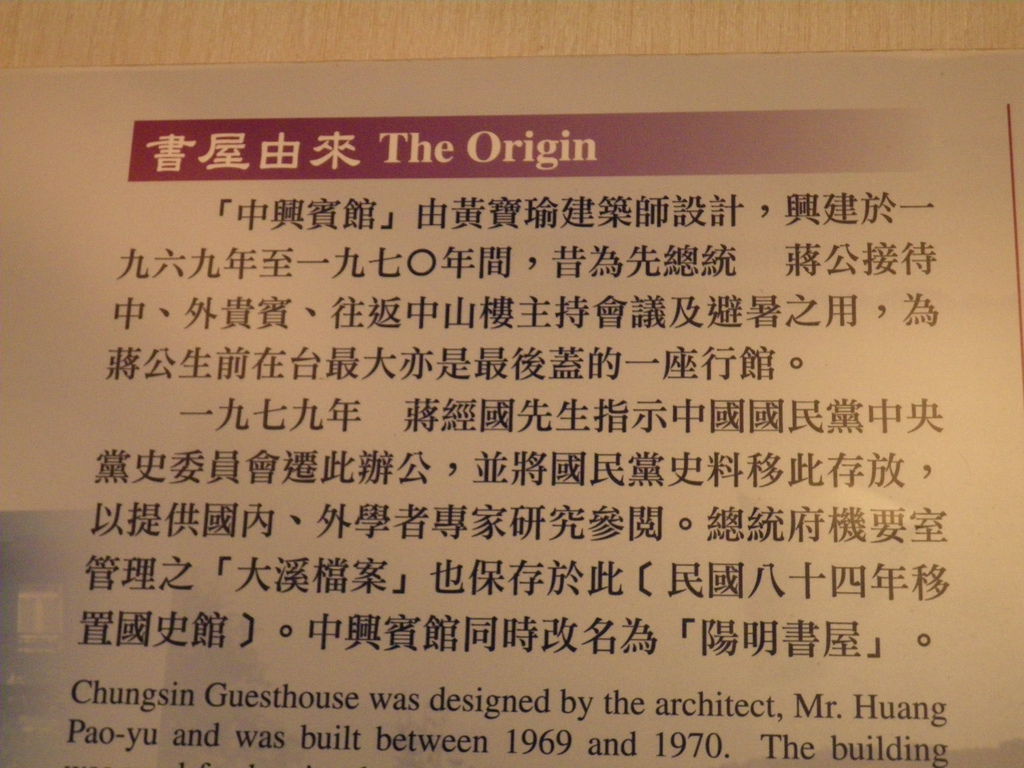 書屋由來 The Origin
「中興賓館」由黃寶瑜建築師設計，興建於一
九六九年至一九七〇年間，昔為先總統　蔣公接待
中、外貴賓、往返中山樓主持會議及避暑之用，為
蔣公生前在台最大亦是最後蓋的一座行館。
一九七九年　蔣經國先生指示中國國民黨中央
黨史委員會遷此辦公，並將國民黨史料移此存放，
以提供國內、外學者專家研究參閱。總統府機要室
管理之「大溪檔案」也保存於此〔民國八十四年移
置國史館〕。中興賓館同時改名為「陽明書屋」。
Chungsin Guesthouse was designed by the architect, Mr. Huang
Pao-yu and was built between 1969 and 1970. The building